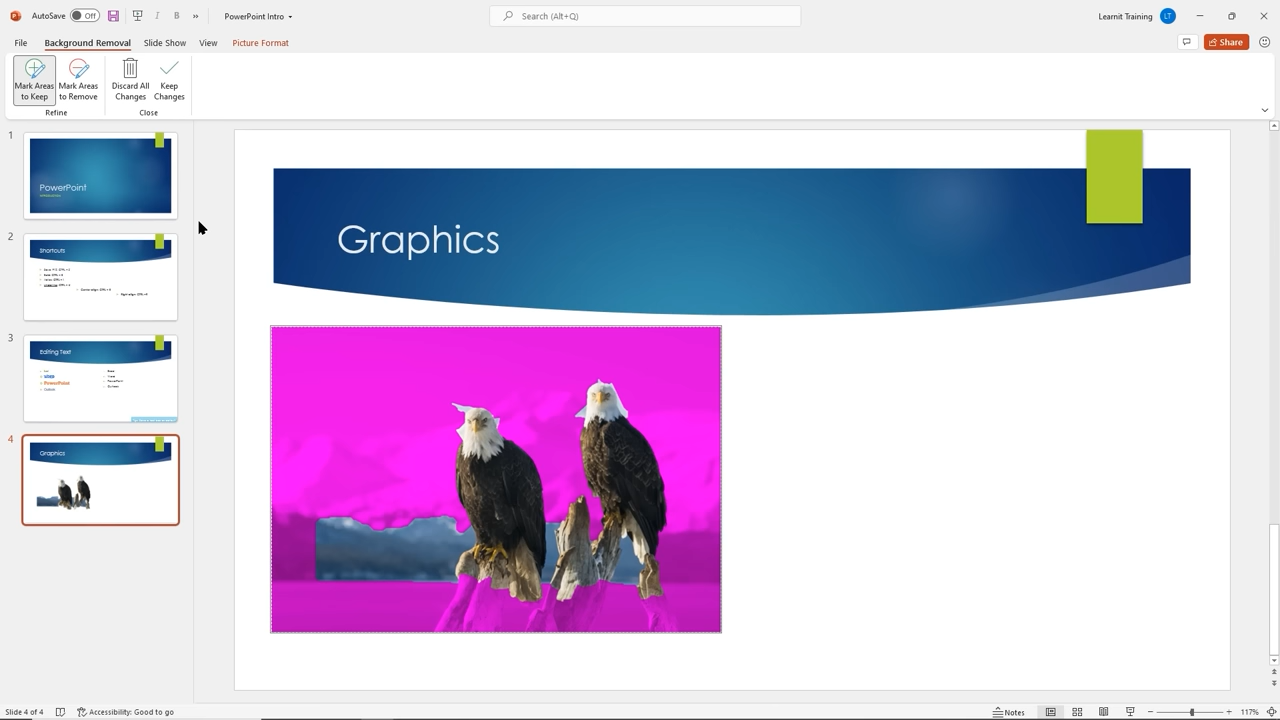 AutoSave Off
PowerPoint Intro
Search (Alt+Q)
Learnit Training LT
File Background Removal Slide Show View Picture Format
Share
Mark Areas to Keep
Mark Areas to Remove
Discard All Changes
Keep Changes
Refine
Close
1
PowerPoint
2
Shortcuts
3
Editing Text
PowerPoint
4
Graphics
Graphics
Slide 4 of 4
Accessibility: Good to go
Notes
117%